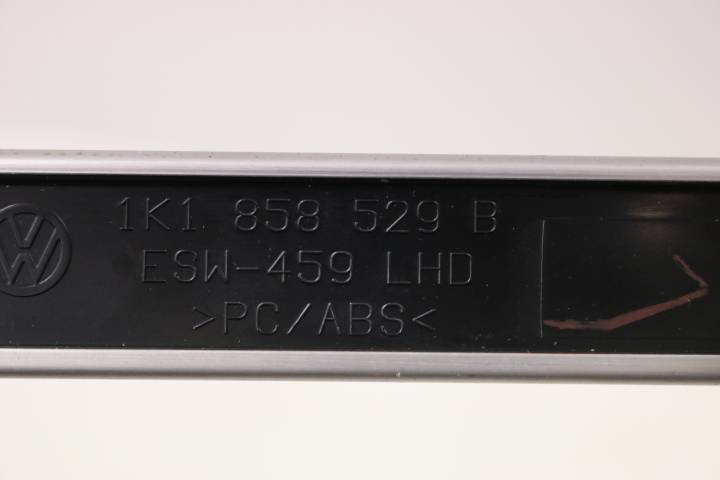 1K1 858 529 B
ESW-459 LHD
>PC/ABS<